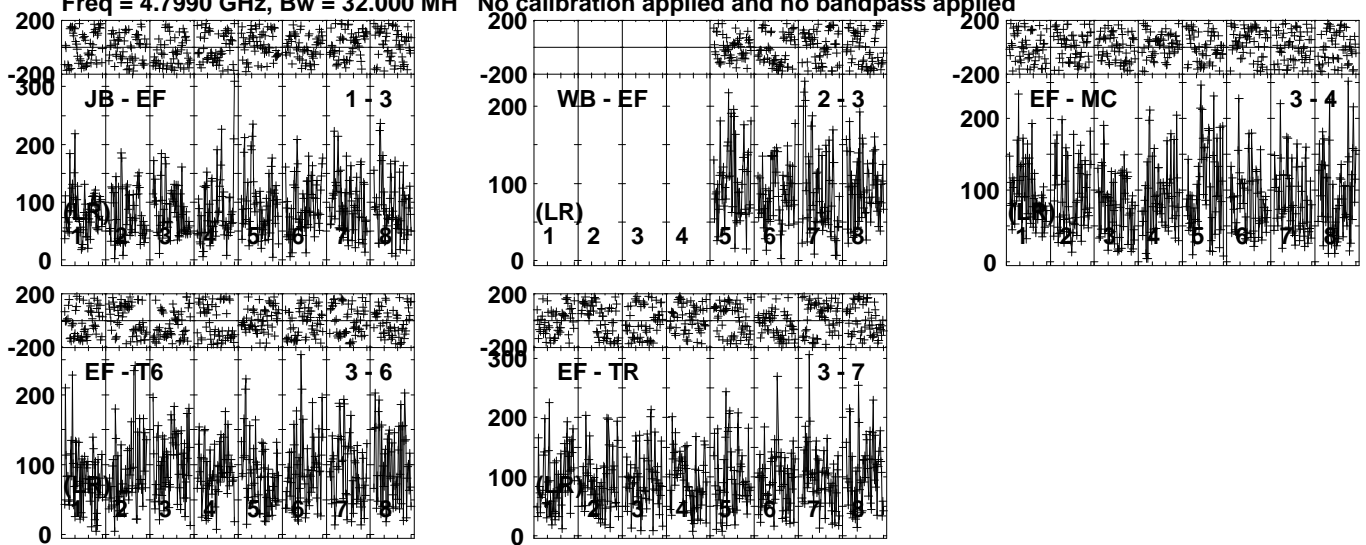 Freq = 4.7990 GHz, Bw = 32.000 MH No calibration applied and no bandpass applied
200
-200
300
200
100
0
JB - EF 1 - 3
(LR)
1 2 3 4 5 6 7 8
200
-200
200
100
0
WB - EF 2 - 3
(LR)
1 2 3 4 5 6 7 8
200
-200
200
100
0
EF - MC 3 - 4
(LR)
1 2 3 4 5 6 7 8
200
-200
200
100
0
EF - T6 3 - 6
(LR)
1 2 3 4 5 6 7 8
200
-200
300
200
100
0
EF - TR 3 - 7
(LR)
1 2 3 4 5 6 7 8